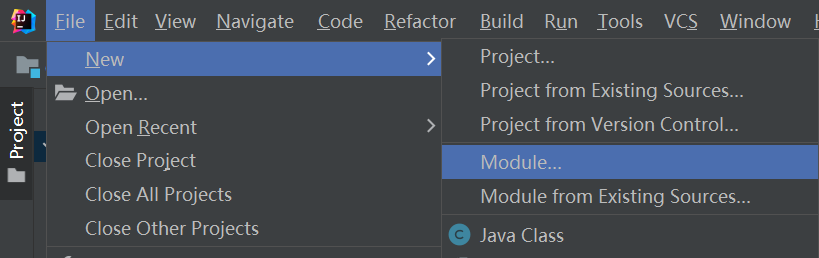 File Edit View Navigate Code Refactor Build Run Tools VCS Window
New
Open...
Open Recent
Close Project
Close All Projects
Close Other Projects
Project...
Project from Existing Sources...
Project from Version Control...
Module...
Module from Existing Sources...
C Java Class
Project